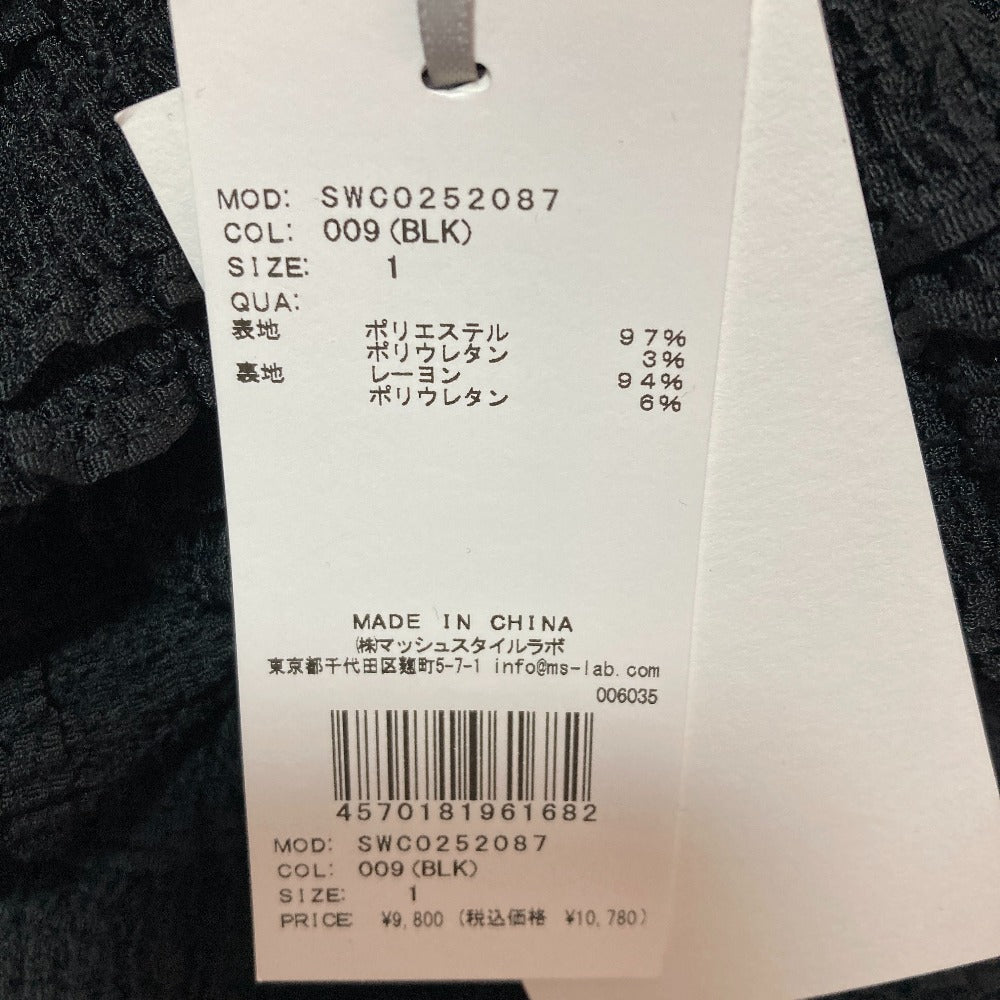 MOD: SWC0252087
COL: 009(BLK)
SIZE: 1
QUA:
表地 ポリエステル 97%
ポリウレタン 3%
裏地 レーヨン 94%
ポリウレタン 6%
MADE IN CHINA
㈱マッシュスタイルラボ
東京都千代田区麹町5-7-1 info@ms-lab.com
006035
4570181961682
MOD: SWC0252087
COL: 009(BLK)
SIZE: 1
PRICE ¥9,800 (税込価格 ¥10,780)